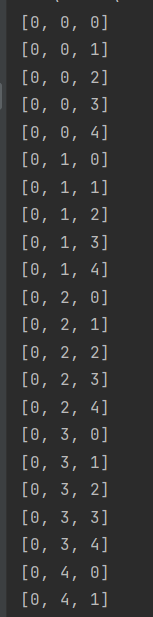 [0, 0, 0]
[0, 0, 1]
[0, 0, 2]
[0, 0, 3]
[0, 0, 4]
[0, 1, 0]
[0, 1, 1]
[0, 1, 2]
[0, 1, 3]
[0, 1, 4]
[0, 2, 0]
[0, 2, 1]
[0, 2, 2]
[0, 2, 3]
[0, 2, 4]
[0, 3, 0]
[0, 3, 1]
[0, 3, 2]
[0, 3, 3]
[0, 3, 4]
[0, 4, 0]
[0, 4, 1]